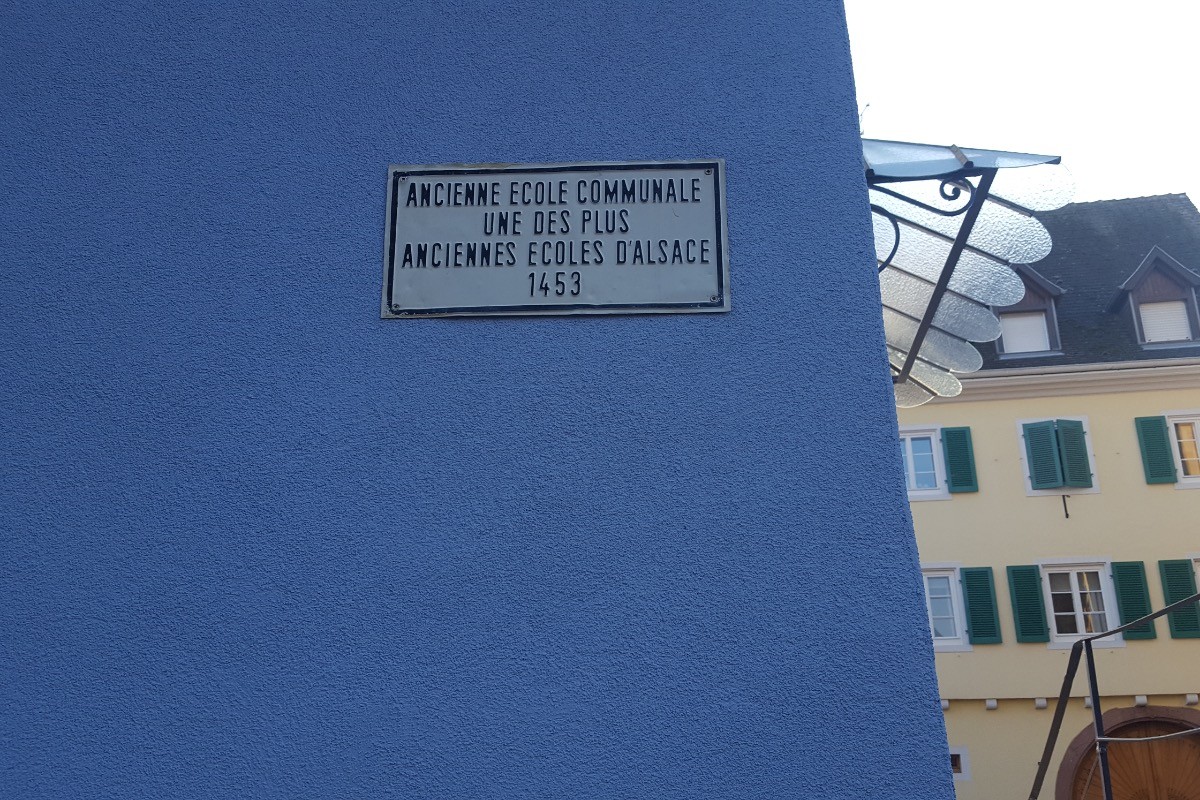 ANCIENNE ECOLE COMMUNALE
UNE DES PLUS
ANCIENNES ECOLES D'ALSACE
1453